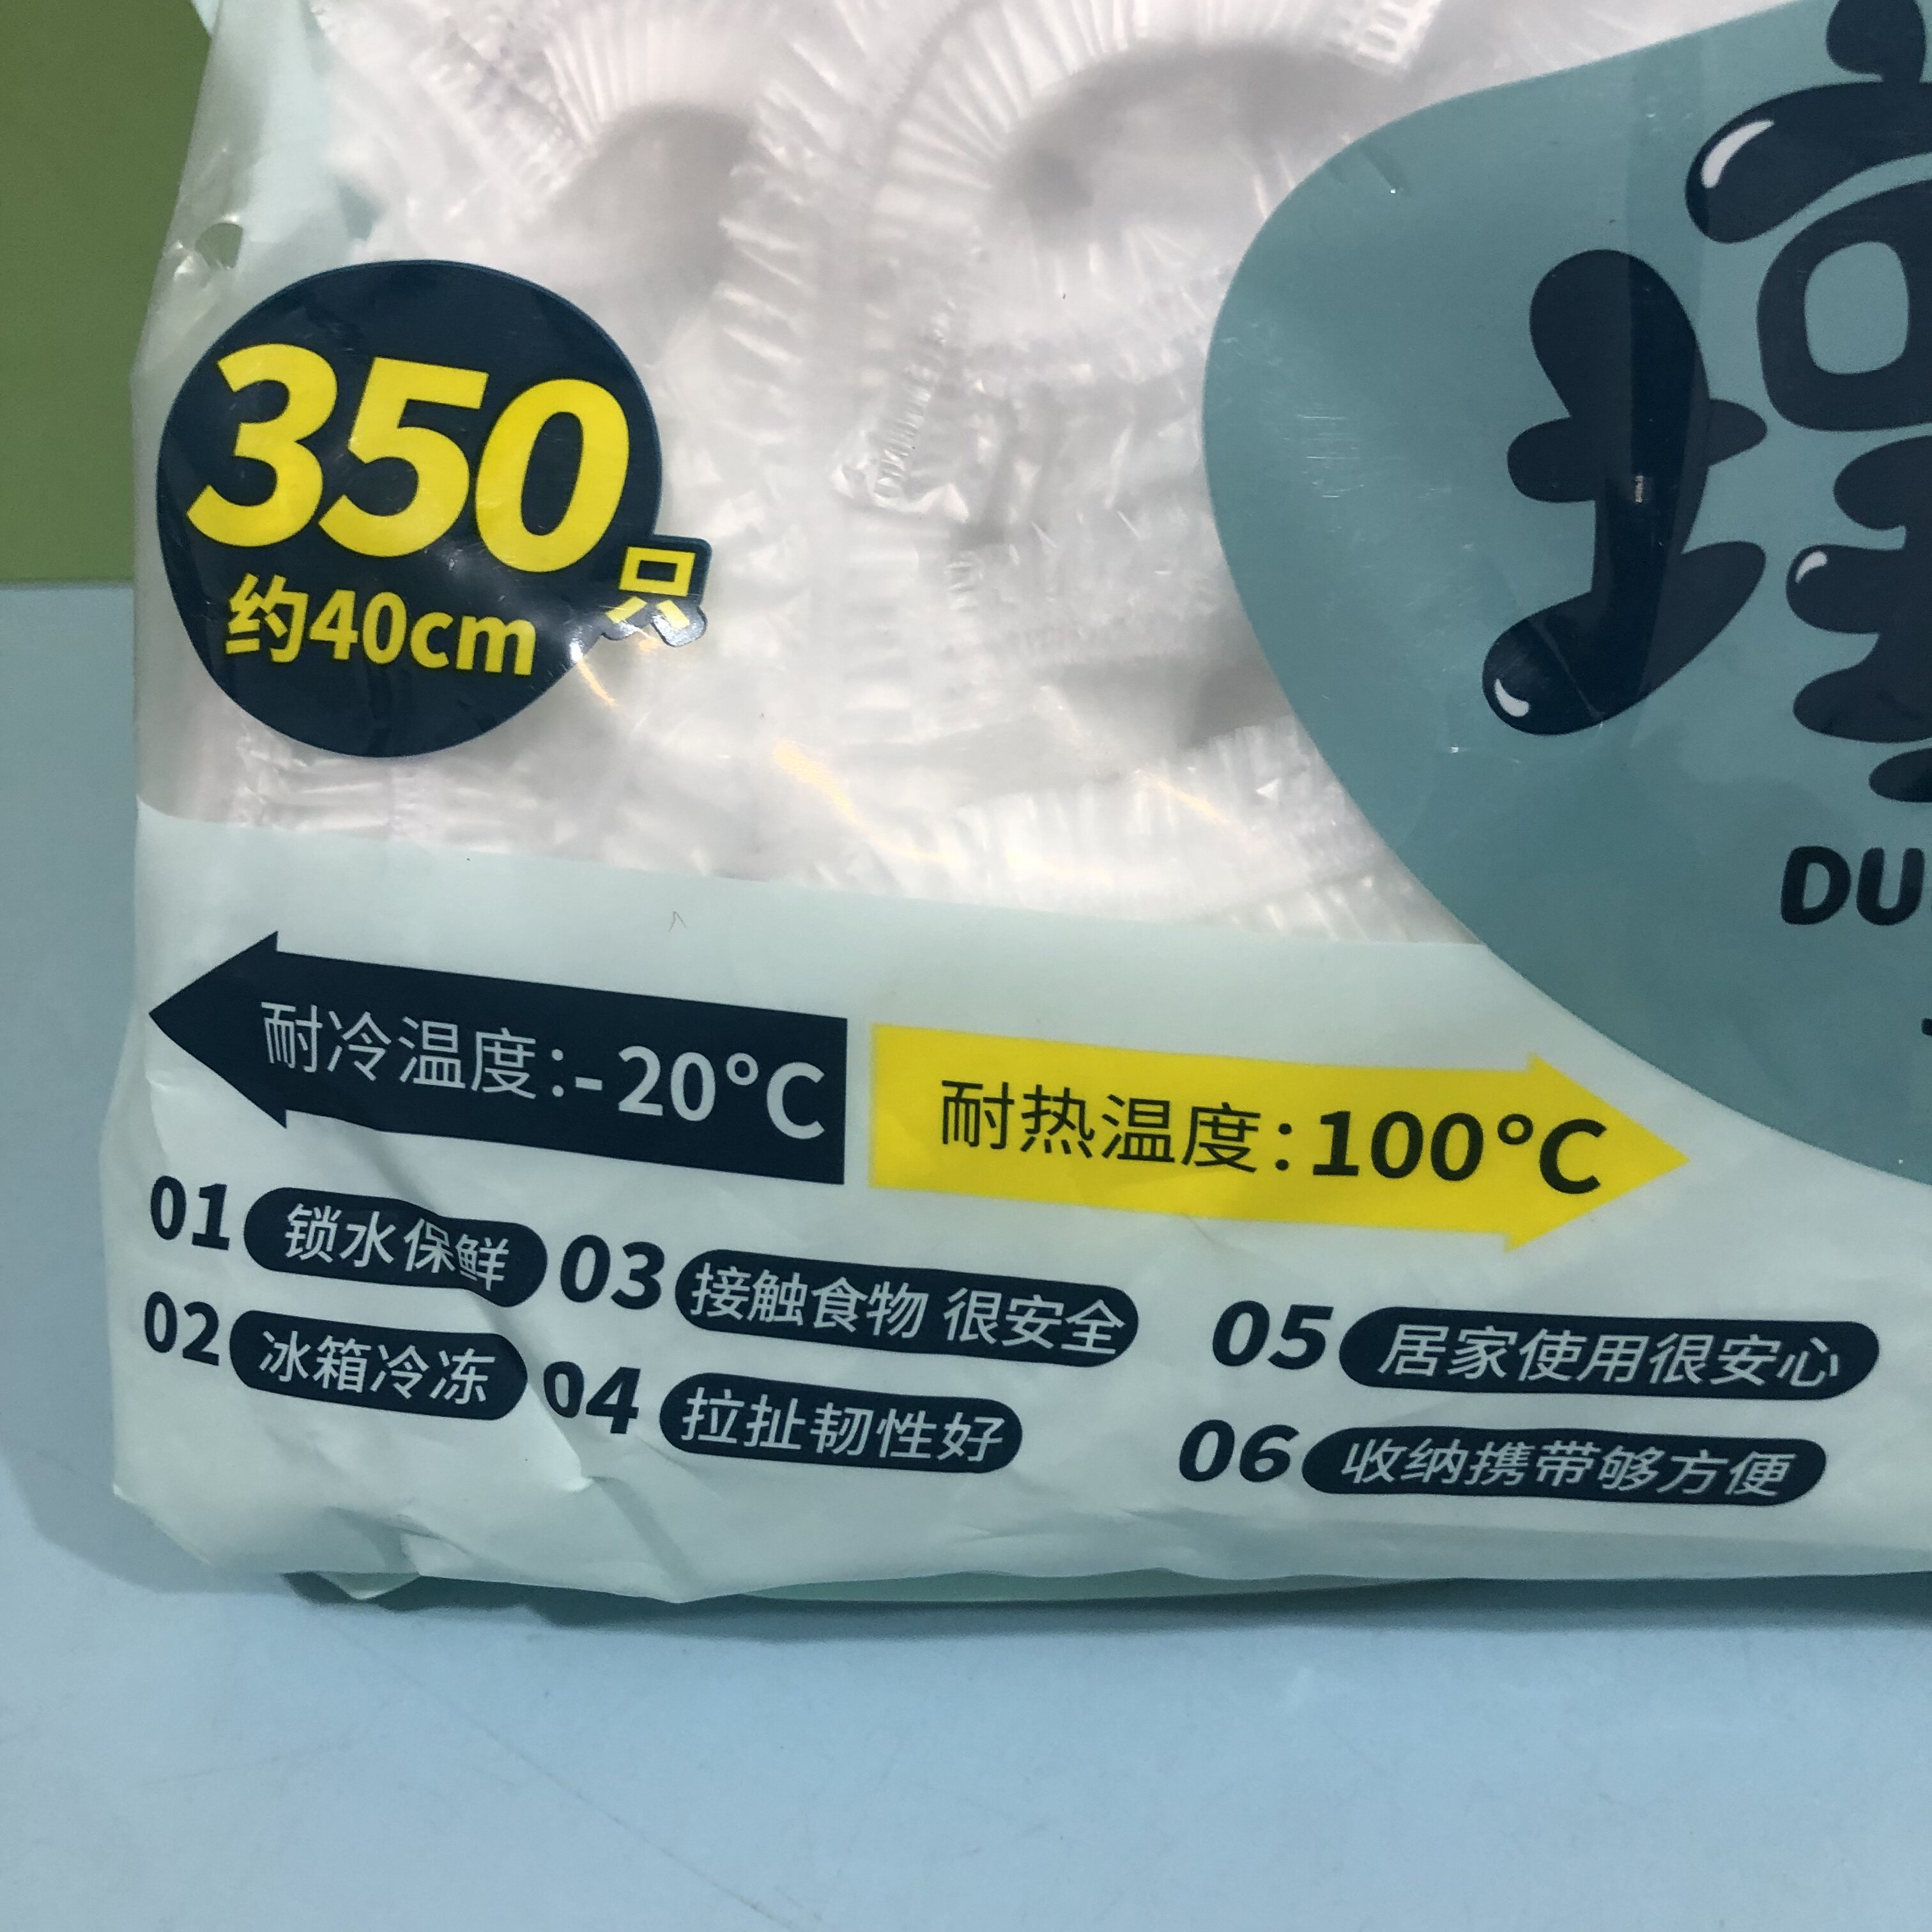 350只
约40cm
DU
耐冷温度:-20°C
耐热温度:100°C
01 锁水保鲜
02 冰箱冷冻
03 接触食物 很安全
04 拉扯韧性好
05 居家使用很安心
06 收纳携带够方便